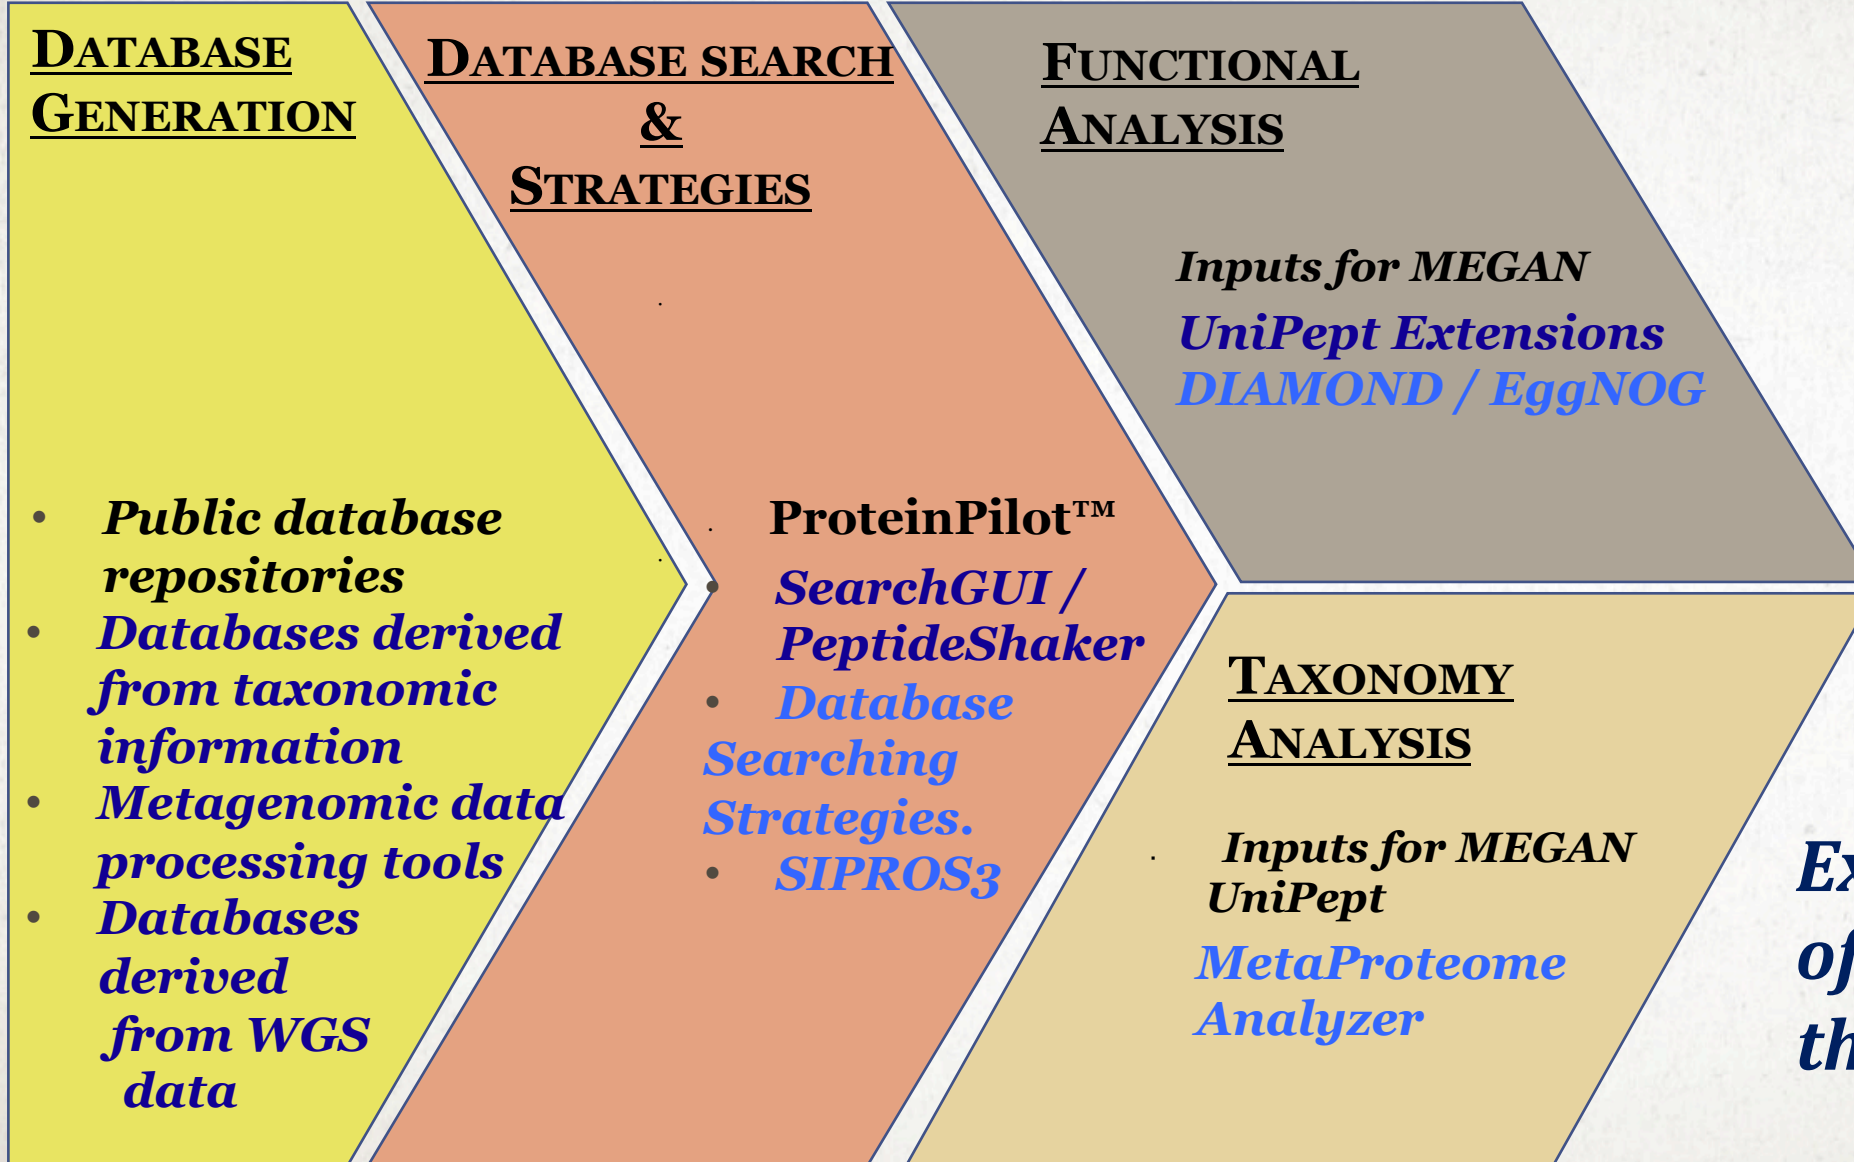 DATABASE
GENERATION
• Public database
repositories
• Databases derived
from taxonomic
information
• Metagenomic data
processing tools
• Databases
derived
from WGS
data
DATABASE SEARCH
&
STRATEGIES
ProteinPilot™
• SearchGUI /
PeptideShaker
• Database
Searching
Strategies.
• SIPROS3
FUNCTIONAL
ANALYSIS
Inputs for MEGAN
UniPept Extensions
DIAMOND / EggNOG
TAXONOMY
ANALYSIS
Inputs for MEGAN
UniPept
MetaProteome
Analyzer